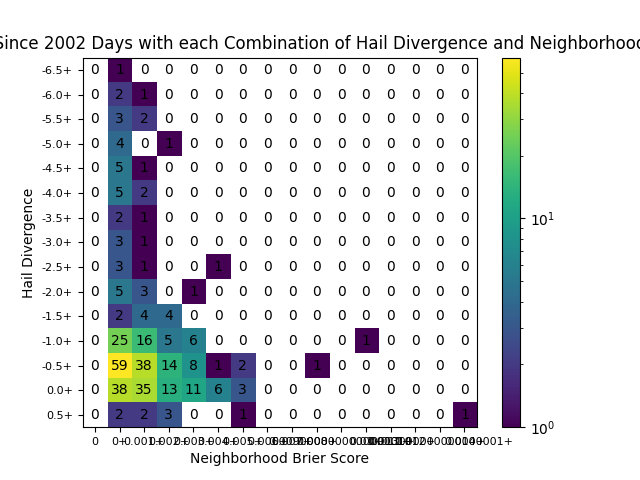 Since 2002 Days with each Combination of Hail Divergence and Neighborhood
-6.5+ 0 1 0 0 0 0 0 0 0 0 0 0 0 0 0 0
-6.0+ 0 2 1 0 0 0 0 0 0 0 0 0 0 0 0 0
-5.5+ 0 3 2 0 0 0 0 0 0 0 0 0 0 0 0 0
-5.0+ 0 4 0 1 0 0 0 0 0 0 0 0 0 0 0 0
-4.5+ 0 5 1 0 0 0 0 0 0 0 0 0 0 0 0 0
-4.0+ 0 5 2 0 0 0 0 0 0 0 0 0 0 0 0 0
-3.5+ 0 2 1 0 0 0 0 0 0 0 0 0 0 0 0 0
-3.0+ 0 3 1 0 0 0 0 0 0 0 0 0 0 0 0 0
-2.5+ 0 3 1 0 0 1 0 0 0 0 0 0 0 0 0 0
-2.0+ 0 5 3 0 1 0 0 0 0 0 0 0 0 0 0 0
-1.5+ 0 2 4 4 0 0 0 0 0 0 0 0 0 0 0 0
-1.0+ 0 25 16 5 6 0 0 0 0 0 0 1 0 0 0 0
-0.5+ 0 59 38 14 8 1 2 0 0 1 0 0 0 0 0 0
0.0+ 0 38 35 13 11 6 3 0 0 0 0 0 0 0 0 0
0.5+ 0 2 2 3 0 0 1 0 0 0 0 0 0 0 0 1
0 0+
Neighborhood Brier Score
Hail Divergence
10¹
10⁰